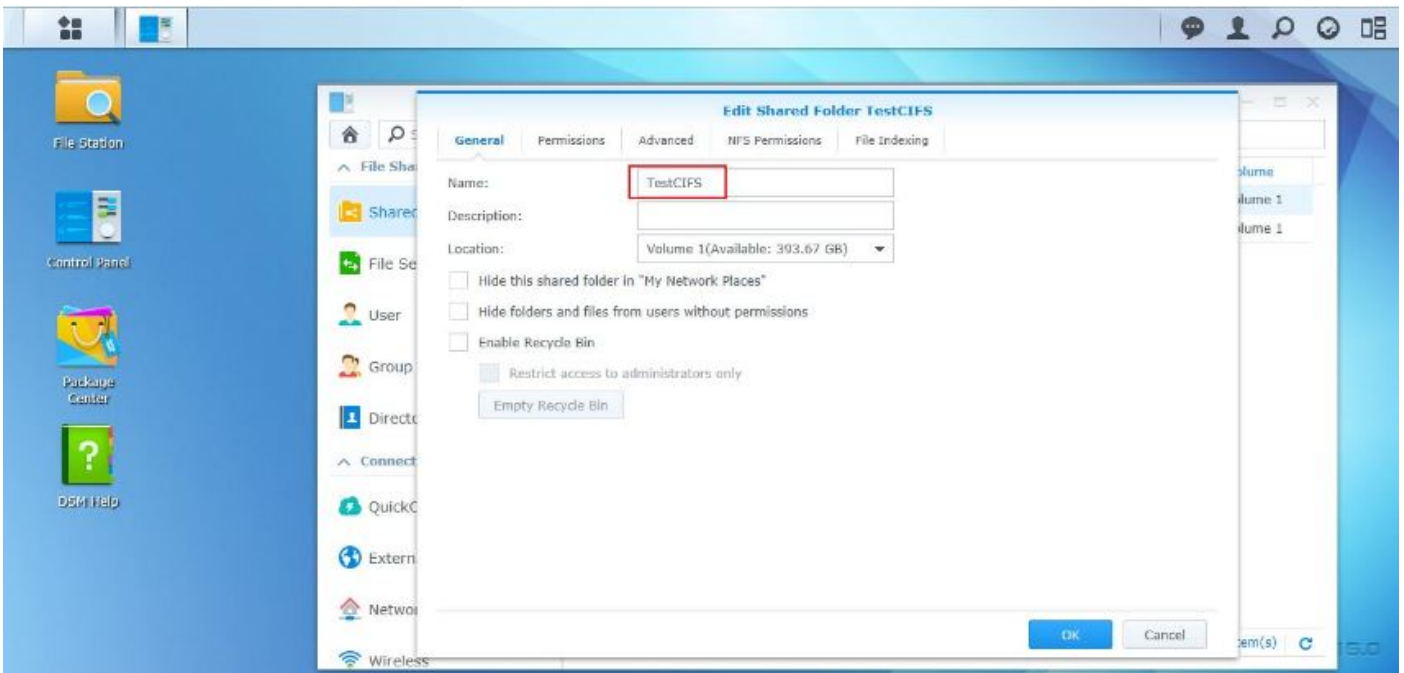 Edit Shared Folder TestCIFS
General Permissions Advanced NFS Permissions File Indexing
Name: TestCIFS
Description:
Location: Volume 1(Available: 393.67 GB)
Hide this shared folder in "My Network Places"
Hide folders and files from users without permissions
Enable Recycle Bin
Restrict access to administrators only
Empty Recycle Bin
OK Cancel
File Station
Control Panel
Package
Center
DSM Help
File Sha
Shared
File Se
User
Group
Directo
Connect
QuickC
Extern
Networ
Wireless
olume
olume 1
olume 1
em(s)
5.0